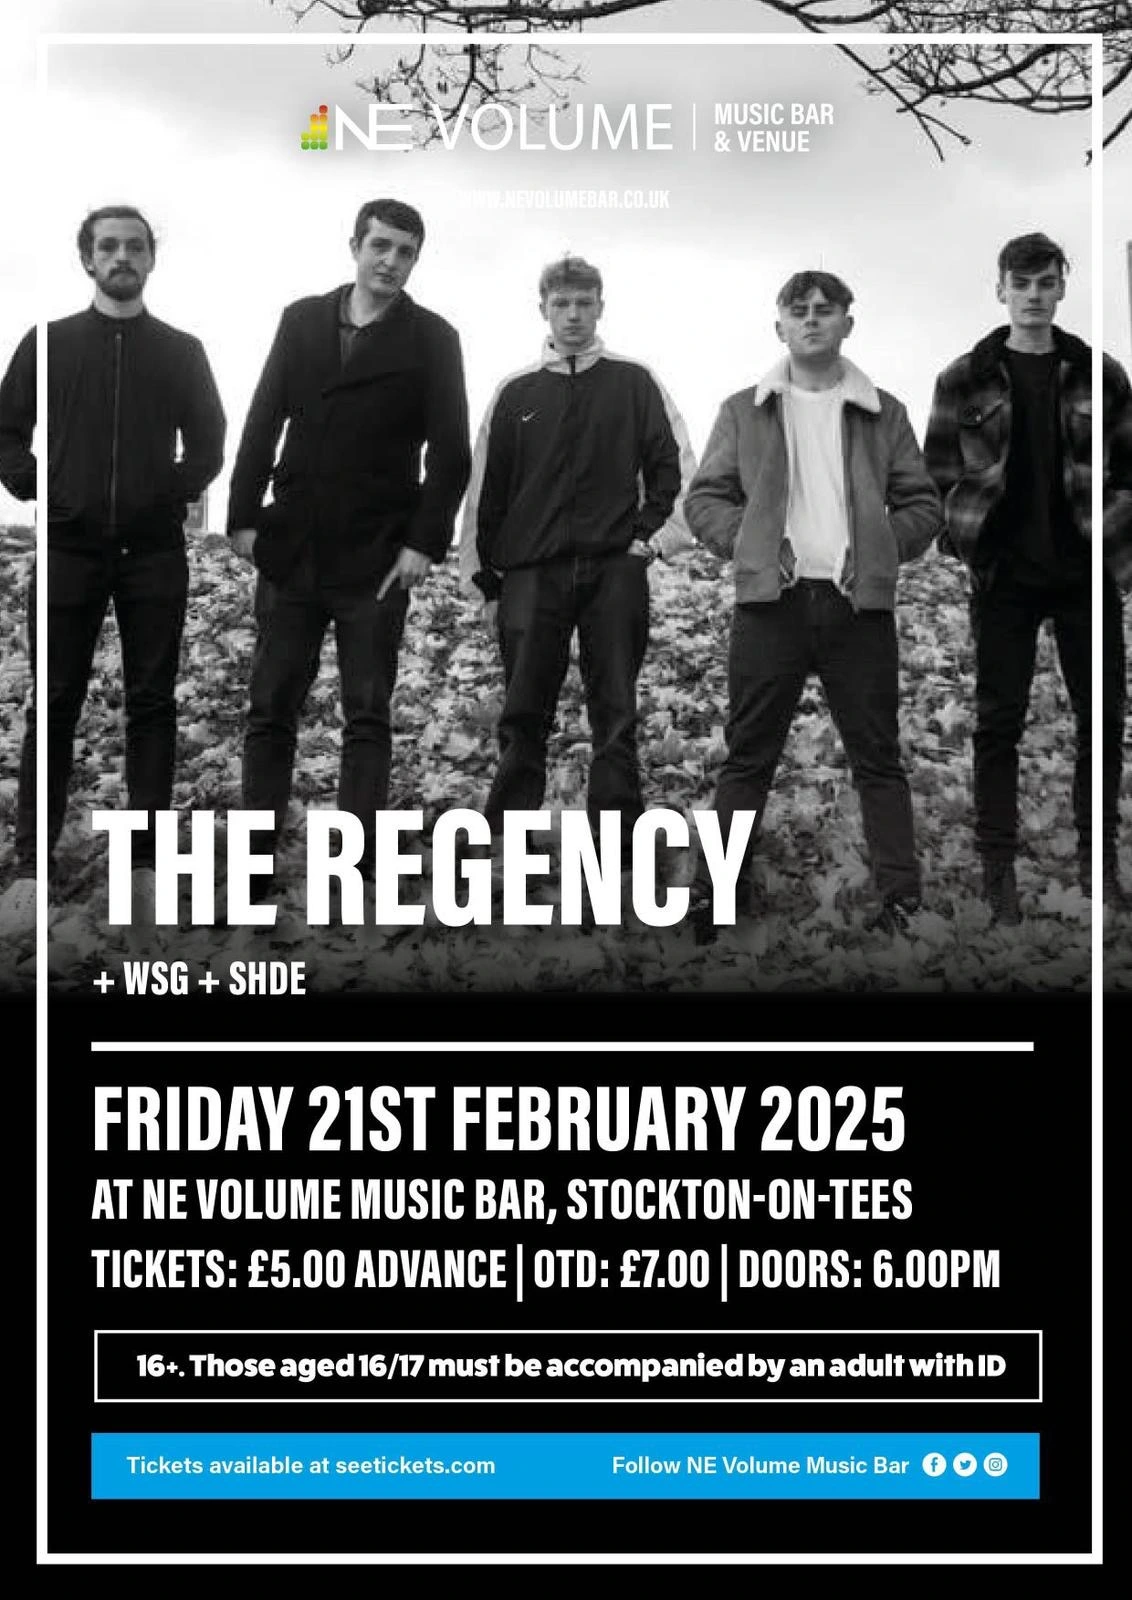 NE VOLUME
MUSIC BAR
& VENUE
WWW.NEVOLUMEBAR.CO.UK
THE REGENCY
+ WSG + SHDE
FRIDAY 21ST FEBRUARY 2025
AT NE VOLUME MUSIC BAR, STOCKTON-ON-TEES
TICKETS: £5.00 ADVANCE | OTD: £7.00 | DOORS: 6.00PM
16+. Those aged 16/17 must be accompanied by an adult with ID
Tickets available at seetickets.com
Follow NE Volume Music Bar